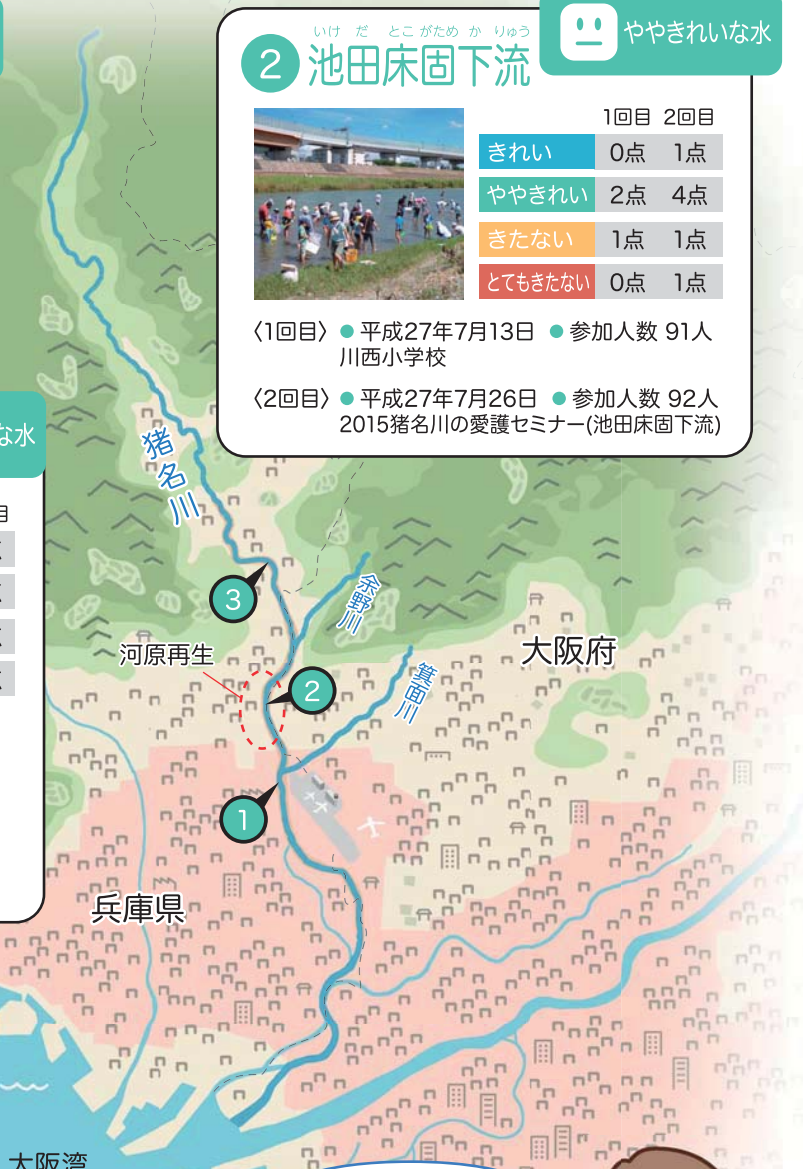 いけ だ とこ がため か りゅう
② 池田床固下流
ややきれいな水
1回目 2回目
きれい 0点 1点
ややきれい 2点 4点
きたない 1点 1点
とてもきたない 0点 1点
〈1回目〉 ● 平成27年7月13日 ● 参加人数 91人
川西小学校
〈2回目〉 ● 平成27年7月26日 ● 参加人数 92人
2015猪名川の愛護セミナー(池田床固下流)
な水
目
猪名川
③
余野川
河原再生
大阪府
②
箕面川
①
兵庫県
大阪湾